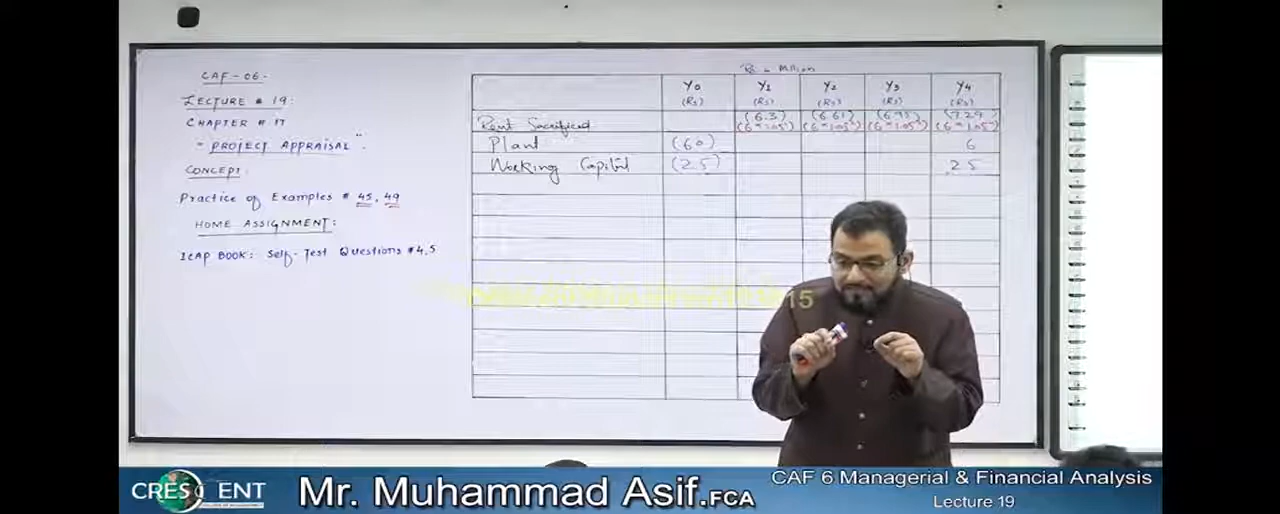 CAF-06-
LECTURE # 19:
CHAPTER # 17
"PROJECT APPRAISAL".
CONCEPT:
Practice of Examples # 45, 49
HOME ASSIGNMENT:
ICAP BOOK: Self-Test Questions #4,5
Rs in Million
Y0 Y1 Y2 Y3 Y4
(Rs) (Rs) (Rs) (Rs) (Rs)
(6.3) (6.61) (6.95) (7.29)
Rent Sacrificed
Plant (60) 6
Working Capital (25) 25
CRESCENT
Mr. Muhammad Asif.FCA
CAF 6 Managerial & Financial Analysis
Lecture 19